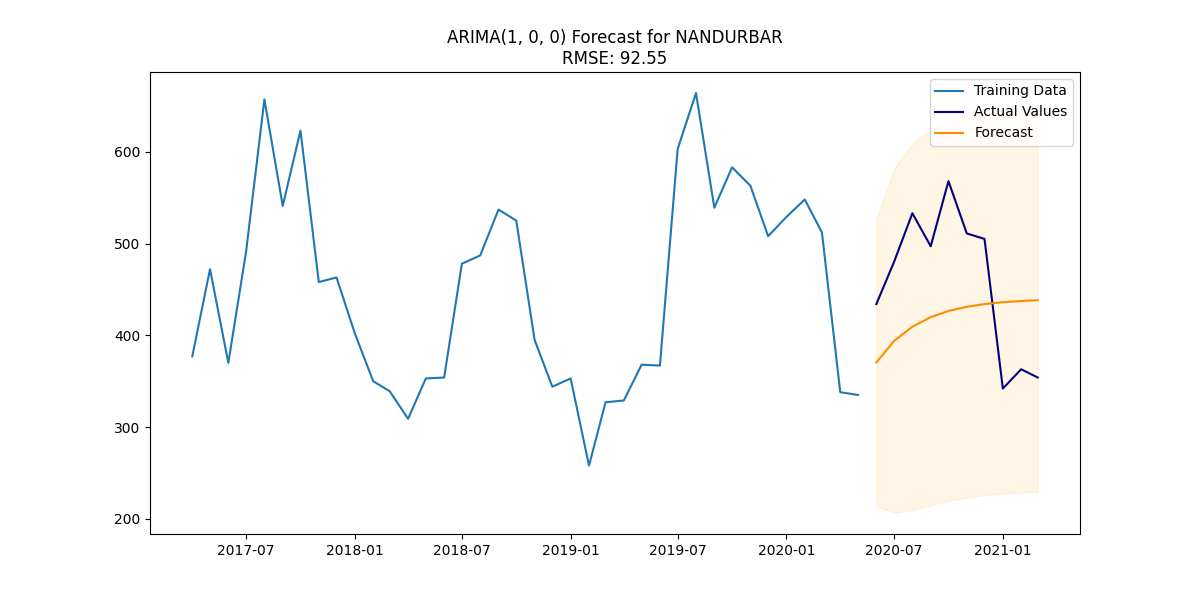 ARIMA(1, 0, 0) Forecast for NANDURBAR
RMSE: 92.55
Training Data
Actual Values
Forecast
600
500
400
300
200
2017-07 2018-01 2018-07 2019-01 2019-07 2020-01 2020-07 2021-01